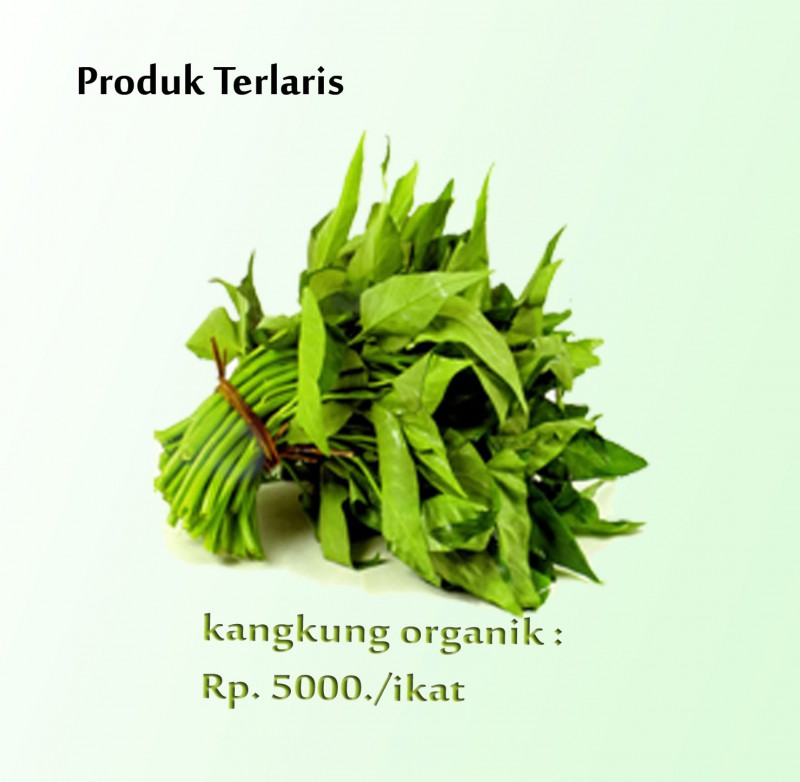 Produk Terlaris
kangkung organik :
Rp. 5000./ikat